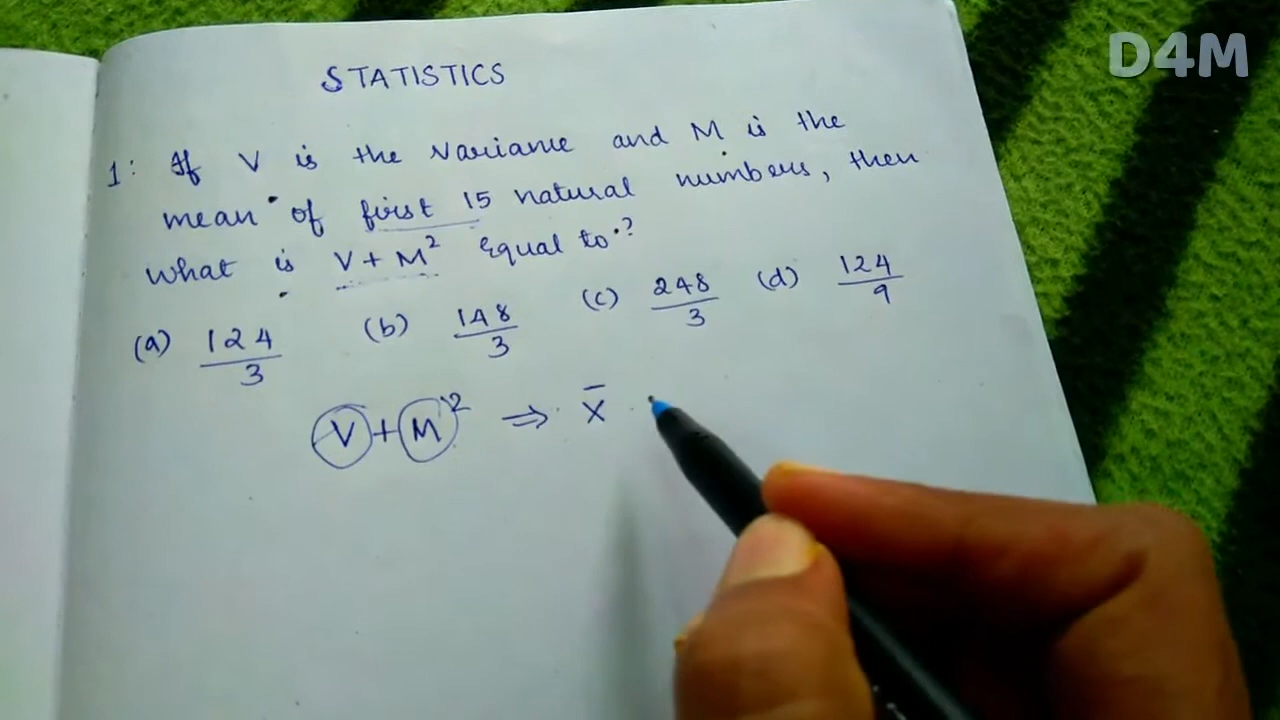 D4M
STATISTICS
1: If V is the variance and M is the
mean of first 15 natural numbers, then
what is V + M² equal to ?
(a) 124/3 (b) 148/3 (c) 248/3 (d) 124/9
V + M² ⇒ x̄